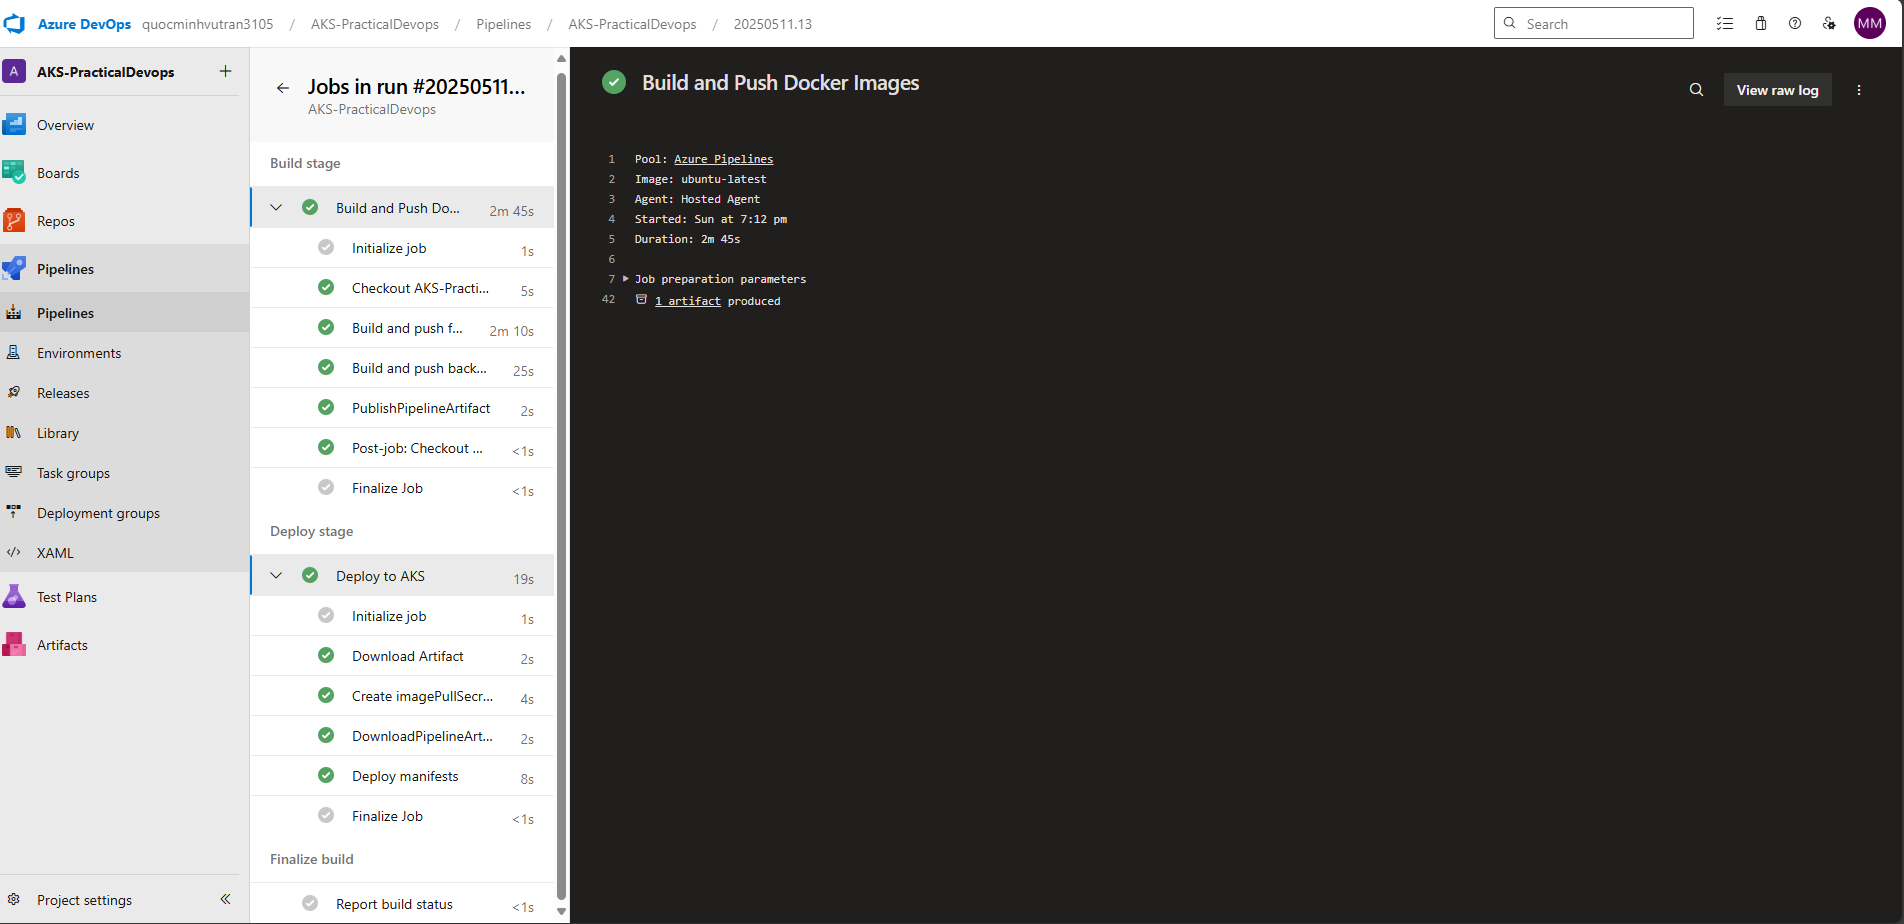 Azure DevOps quocminhvutran3105 / AKS-PracticalDevops / Pipelines / AKS-PracticalDevops / 20250511.13
Search
MM
A AKS-PracticalDevops +
Overview
Boards
Repos
Pipelines
Pipelines
Environments
Releases
Library
Task groups
Deployment groups
XAML
Test Plans
Artifacts
Project settings
Jobs in run #20250511...
AKS-PracticalDevops
Build stage
Build and Push Do... 2m 45s
Initialize job 1s
Checkout AKS-Practi... 5s
Build and push f... 2m 10s
Build and push back... 25s
PublishPipelineArtifact 2s
Post-job: Checkout ... <1s
Finalize Job <1s
Deploy stage
Deploy to AKS 19s
Initialize job 1s
Download Artifact 2s
Create imagePullSecr... 4s
DownloadPipelineArt... 2s
Deploy manifests 8s
Finalize Job <1s
Finalize build
Report build status <1s
Build and Push Docker Images
View raw log
1 Pool: Azure Pipelines
2 Image: ubuntu-latest
3 Agent: Hosted Agent
4 Started: Sun at 7:12 pm
5 Duration: 2m 45s
6
7 Job preparation parameters
42 1 artifact produced